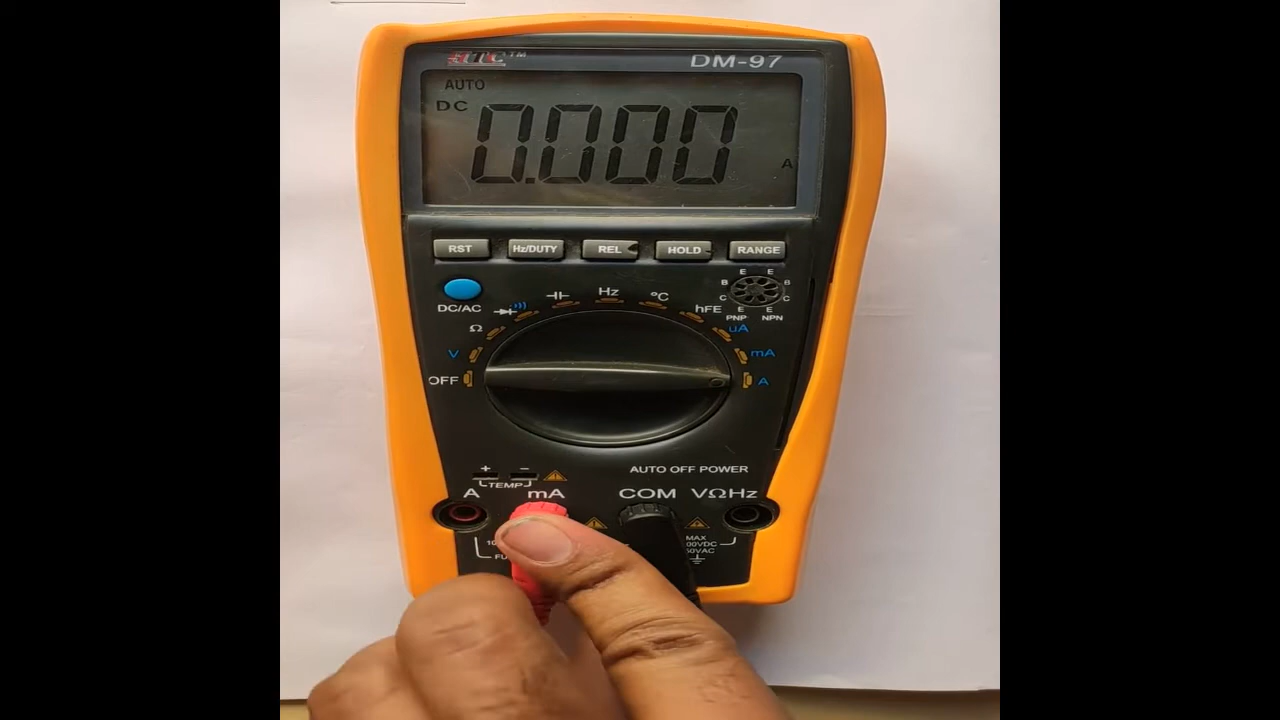 DM-97
AUTO
DC
0.000
A
RST
Hz/DUTY
REL
HOLD
RANGE
DC/AC
OFF
V
Ω
Hz
ºC
hFE
uA
mA
A
E E
B B
C C
E E
PNP NPN
AUTO OFF POWER
+ −
TEMP
A
mA
COM
VΩHz
MAX